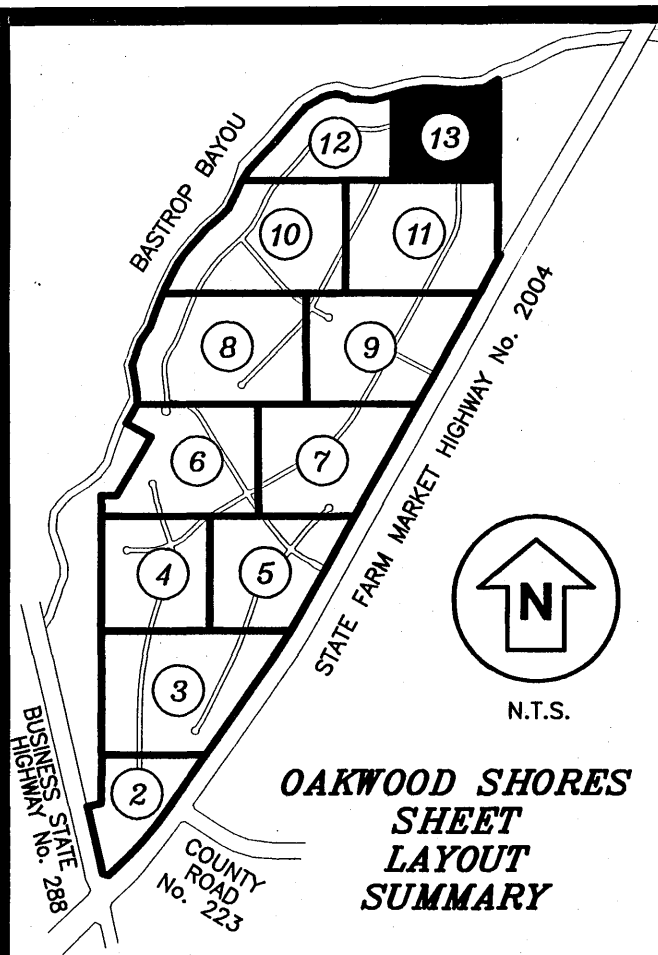 12
13
BASTROP BAYOU
10
11
8
9
STATE FARM MARKET HIGHWAY No. 2004
6
7
4
5
N
N.T.S.
3
BUSINESS STATE
HIGHWAY No. 288
2
COUNTY
ROAD
No. 223
OAKWOOD SHORES
SHEET
LAYOUT
SUMMARY